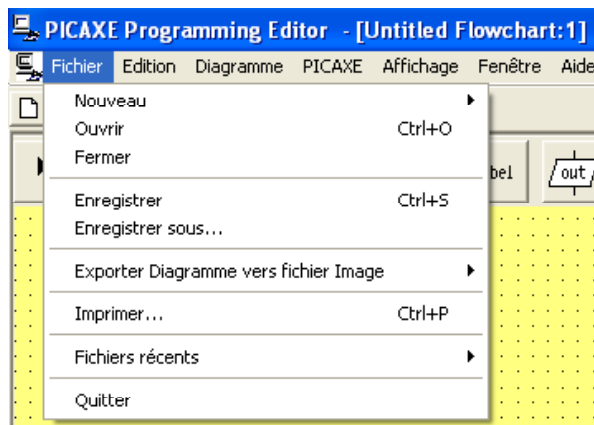 PICAXE Programming Editor - [Untitled Flowchart:1]
Fichier Edition Diagramme PICAXE Affichage Fenêtre Aide
Nouveau
Ouvrir Ctrl+O
Fermer
bel out
Enregistrer Ctrl+S
Enregistrer sous...
Exporter Diagramme vers fichier Image
Imprimer... Ctrl+P
Fichiers récents
Quitter